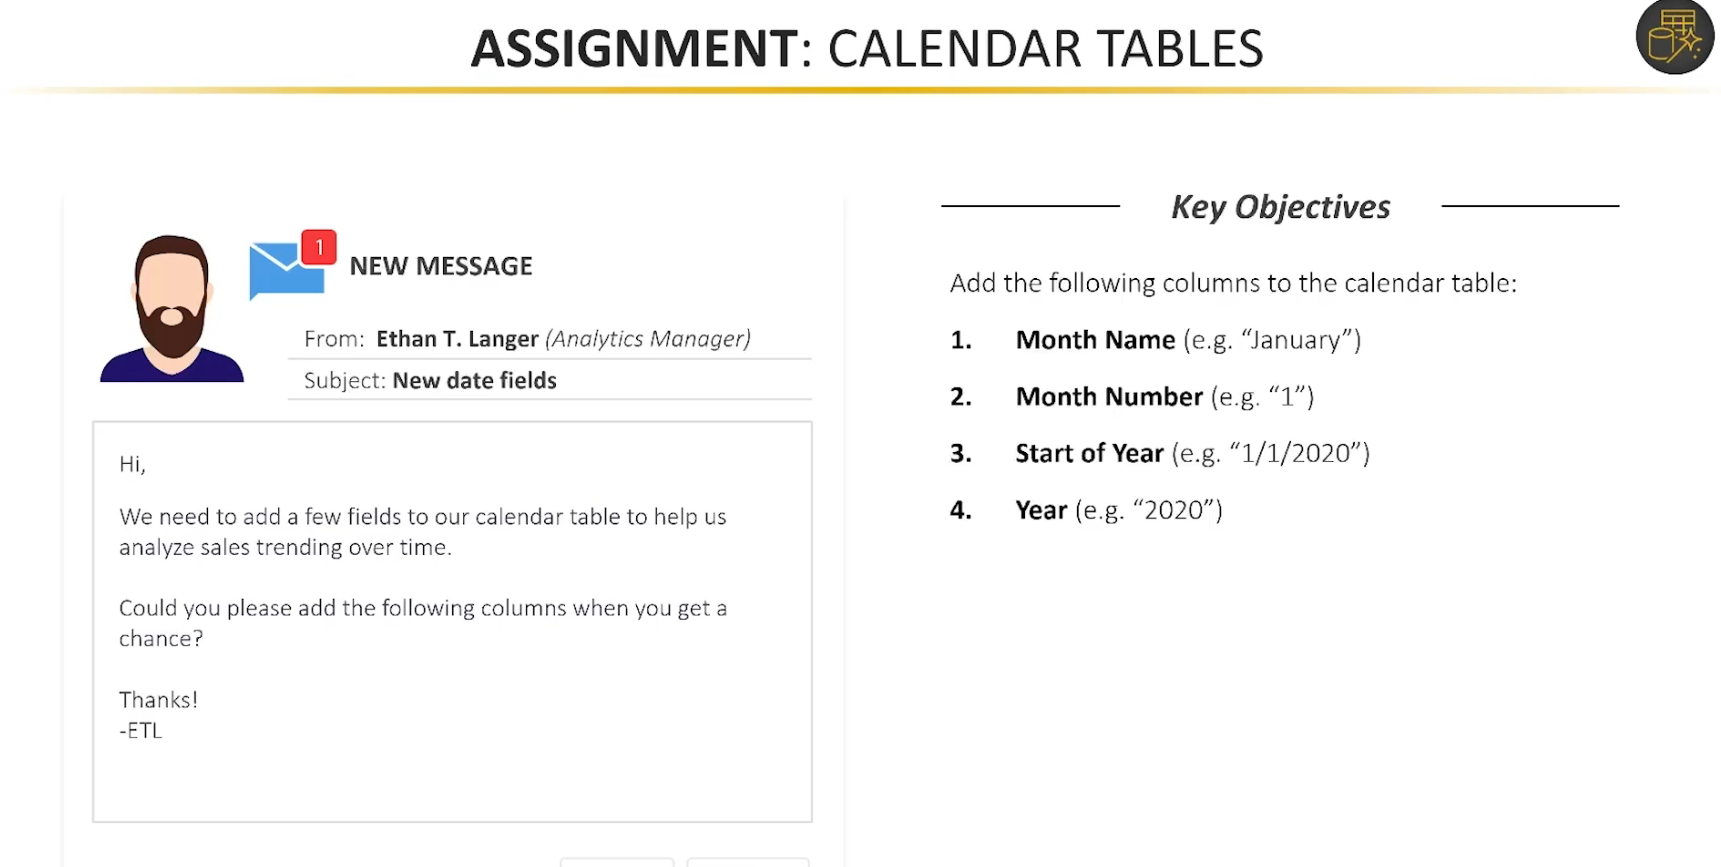 ASSIGNMENT: CALENDAR TABLES
1
NEW MESSAGE
From: Ethan T. Langer (Analytics Manager)
Subject: New date fields
Hi,
We need to add a few fields to our calendar table to help us
analyze sales trending over time.
Could you please add the following columns when you get a
chance?
Thanks!
-ETL
Key Objectives
Add the following columns to the calendar table:
1. Month Name (e.g. “January”)
2. Month Number (e.g. “1”)
3. Start of Year (e.g. “1/1/2020”)
4. Year (e.g. “2020”)